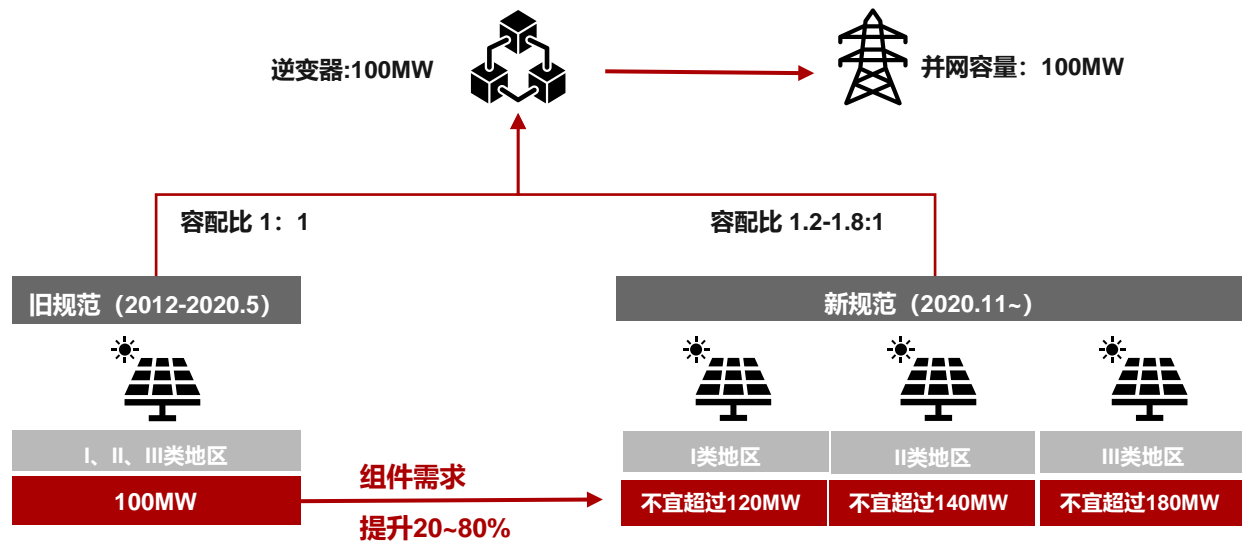 逆变器:100MW
并网容量：100MW
容配比 1：1
容配比 1.2-1.8:1
旧规范（2012-2020.5）
新规范（2020.11~）
I、II、III类地区
I类地区
II类地区
III类地区
100MW
组件需求
提升20~80%
不宜超过120MW
不宜超过140MW
不宜超过180MW